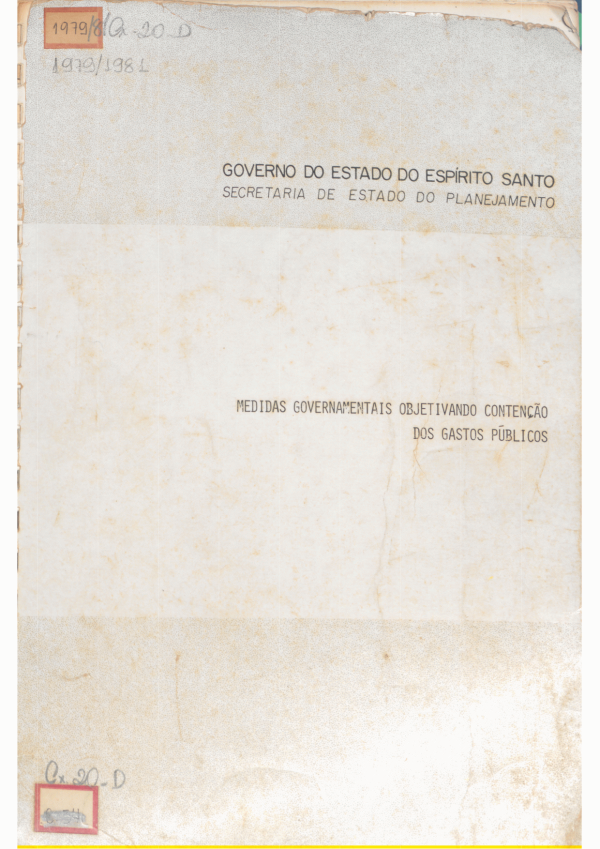 1979/81 Cx-20-D
1979/1981
GOVERNO DO ESTADO DO ESPÍRITO SANTO
SECRETARIA DE ESTADO DO PLANEJAMENTO
MEDIDAS GOVERNAMENTAIS OBJETIVANDO CONTENÇÃO
DOS GASTOS PÚBLICOS
Cx. 20-D